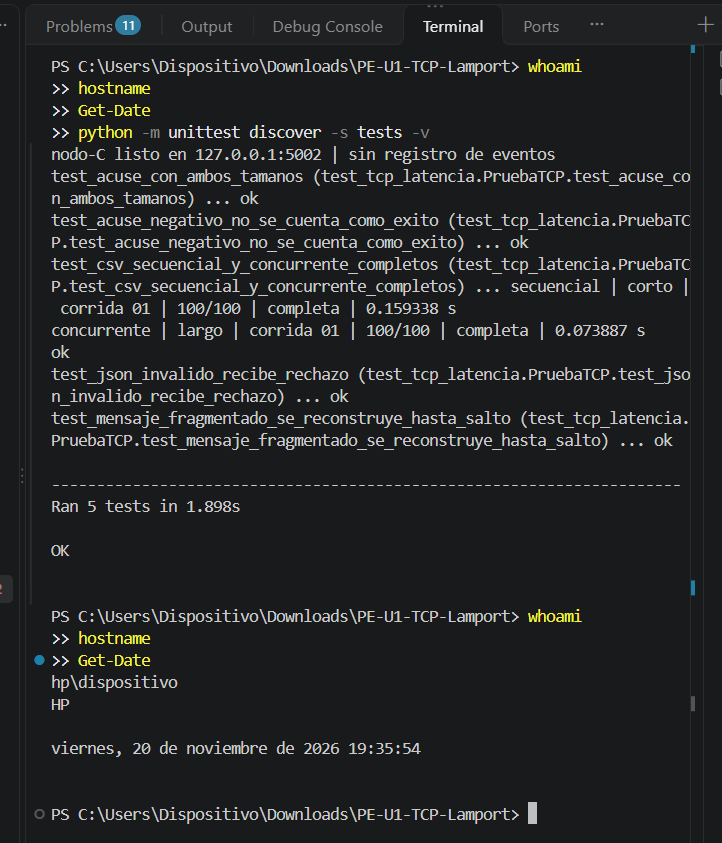 Problems 11 Output Debug Console Terminal Ports ··· +
PS C:\Users\Dispositivo\Downloads\PE-U1-TCP-Lamport> whoami
>> hostname
>> Get-Date
>> python -m unittest discover -s tests -v
nodo-C listo en 127.0.0.1:5002 | sin registro de eventos
test_acuse_con_ambos_tamanos (test_tcp_latencia.PruebaTCP.test_acuse_co
n_ambos_tamanos) ... ok
test_acuse_negativo_no_se_cuenta_como_exito (test_tcp_latencia.PruebaTC
P.test_acuse_negativo_no_se_cuenta_como_exito) ... ok
test_csv_secuencial_y_concurrente_completos (test_tcp_latencia.PruebaTC
P.test_csv_secuencial_y_concurrente_completos) ... secuencial | corto |
 corrida 01 | 100/100 | completa | 0.159338 s
concurrente | largo | corrida 01 | 100/100 | completa | 0.073887 s
ok
test_json_invalido_recibe_rechazo (test_tcp_latencia.PruebaTCP.test_jso
n_invalido_recibe_rechazo) ... ok
test_mensaje_fragmentado_se_reconstruye_hasta_salto (test_tcp_latencia.
PruebaTCP.test_mensaje_fragmentado_se_reconstruye_hasta_salto) ... ok
----------------------------------------------------------------------
Ran 5 tests in 1.898s
OK
PS C:\Users\Dispositivo\Downloads\PE-U1-TCP-Lamport> whoami
>> hostname
>> Get-Date
hp\dispositivo
HP
viernes, 20 de noviembre de 2026 19:35:54
PS C:\Users\Dispositivo\Downloads\PE-U1-TCP-Lamport>